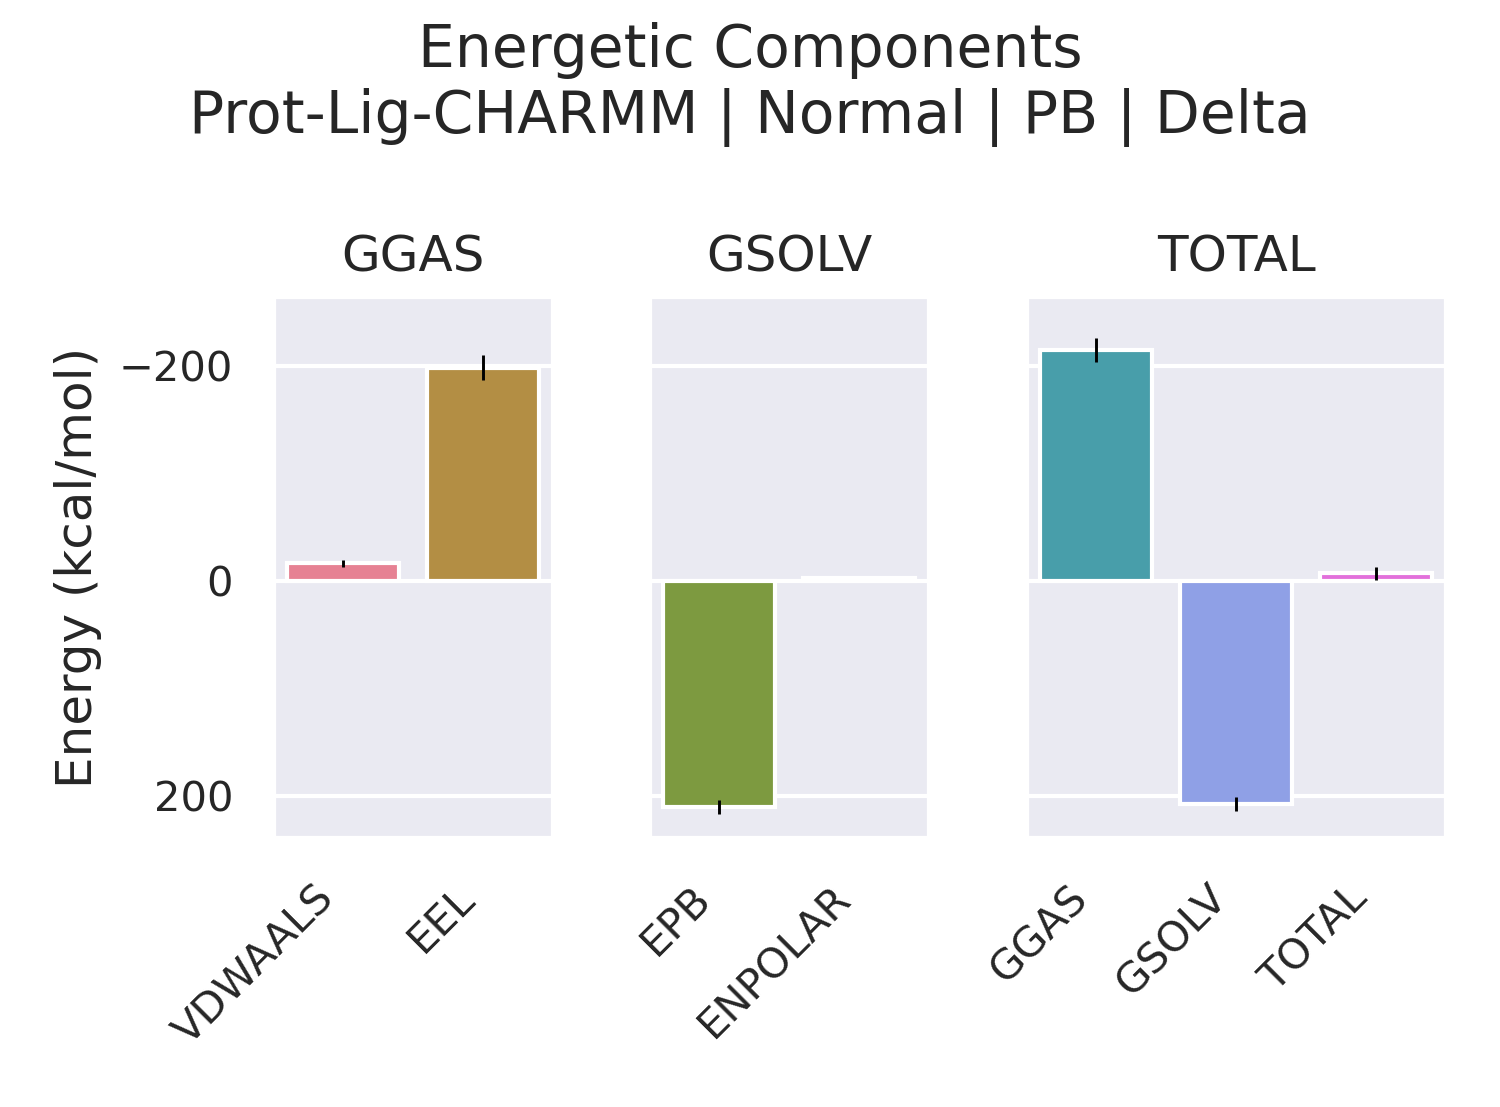 Energetic Components
Prot-Lig-CHARMM | Normal | PB | Delta
GGAS
GSOLV
TOTAL
Energy (kcal/mol)
−200
0
200
VDWAALS
EEL
EPB
ENPOLAR
GGAS
GSOLV
TOTAL